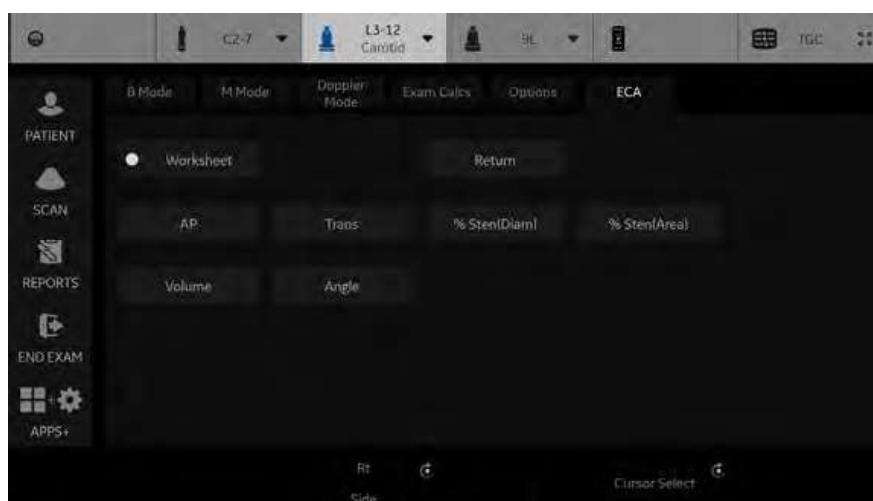 C2-7
L3-12
Carotid
9L
TGC
B Mode
M Mode
Doppler
Mode
Exam Calcs
Options
ECA
PATIENT
SCAN
REPORTS
END EXAM
APPS+
Worksheet
Return
AP
Trans
% Sten(Diam)
% Sten(Area)
Volume
Angle
Rt
Side
Cursor Select